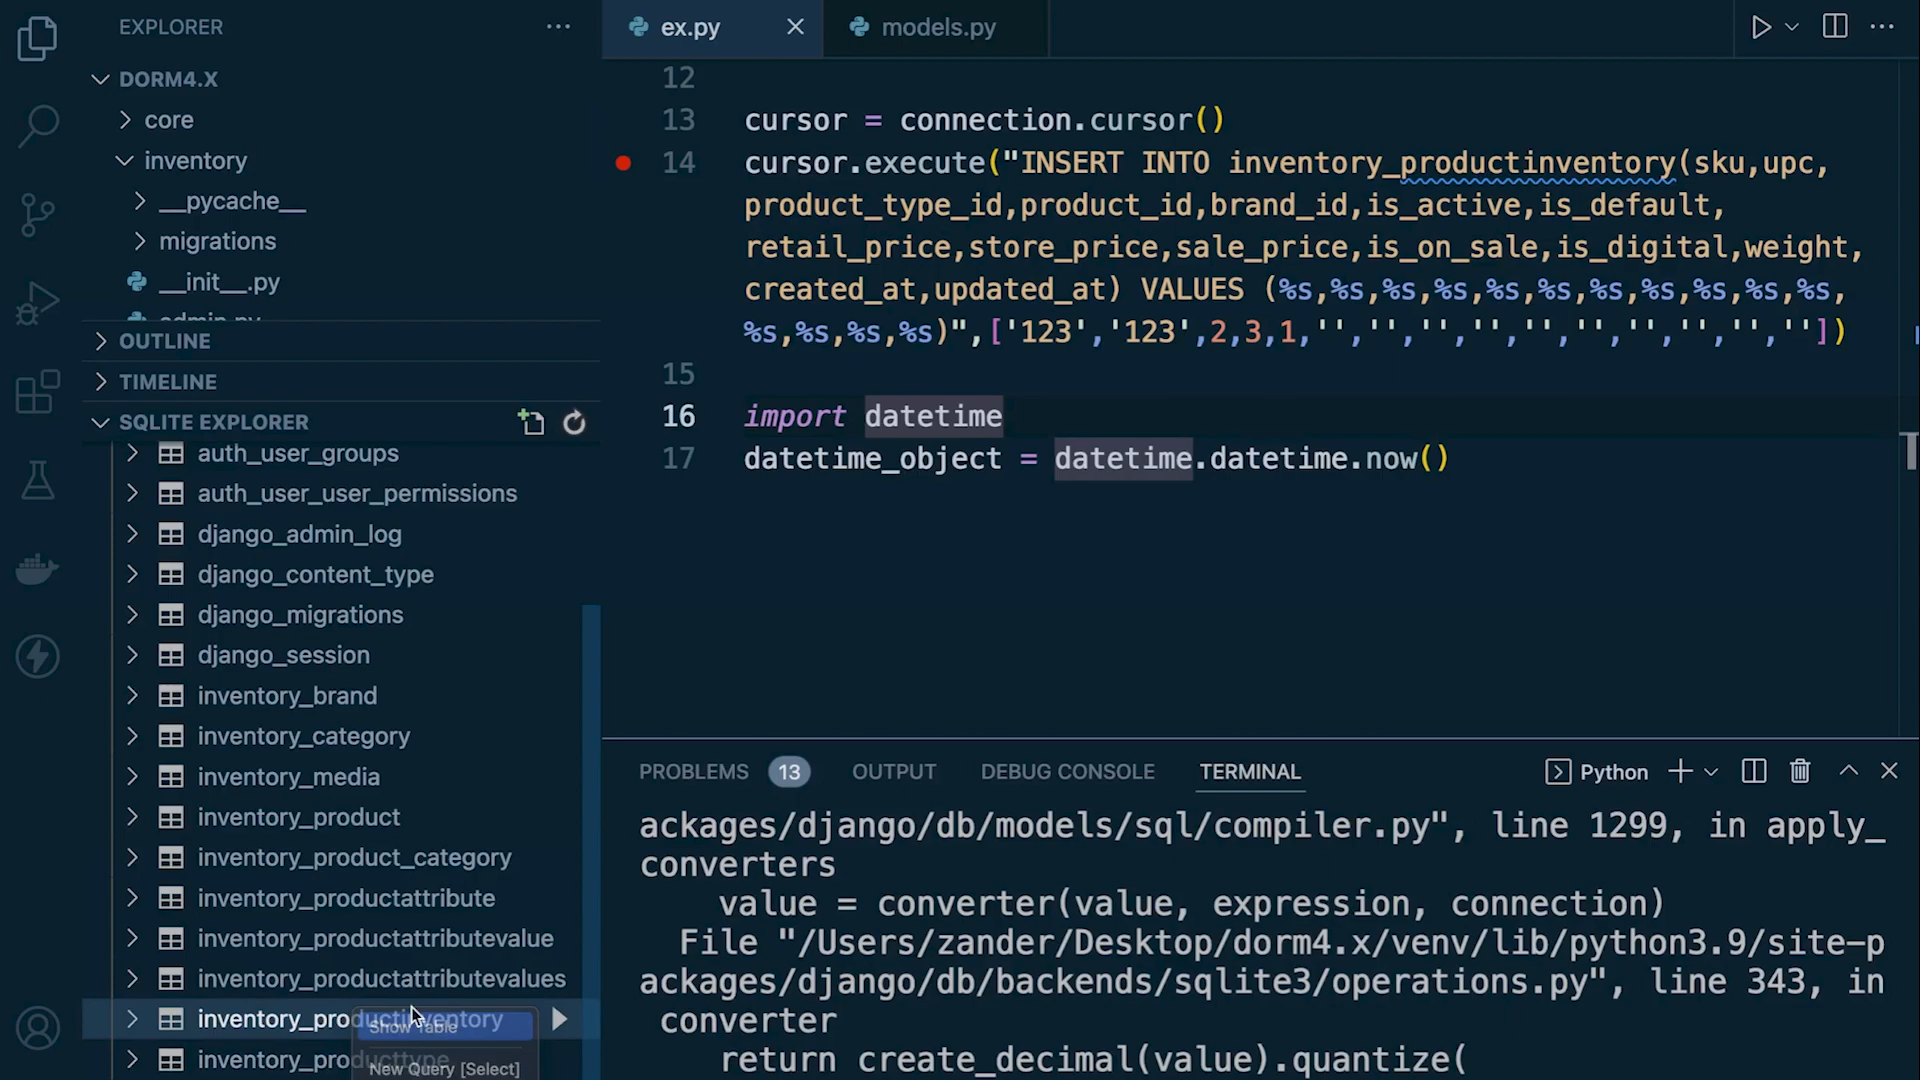 EXPLORER
DORM4.X
core
inventory
__pycache__
migrations
__init__.py
admin.py
OUTLINE
TIMELINE
SQLITE EXPLORER
auth_user_groups
auth_user_user_permissions
django_admin_log
django_content_type
django_migrations
django_session
inventory_brand
inventory_category
inventory_media
inventory_product
inventory_product_category
inventory_productattribute
inventory_productattributevalue
inventory_productattributevalues
inventory_productinventory
Show Table
inventory_producttype
New Query [Select]
ex.py
models.py
12
13 cursor = connection.cursor()
14 cursor.execute("INSERT INTO inventory_productinventory(sku,upc,
product_type_id,product_id,brand_id,is_active,is_default,
retail_price,store_price,sale_price,is_on_sale,is_digital,weight,
created_at,updated_at) VALUES (%s,%s,%s,%s,%s,%s,%s,%s,%s,%s,%s,
%s,%s,%s,%s)",['123','123',2,3,1,'','','','','','','','','',''])
15
16 import datetime
17 datetime_object = datetime.datetime.now()
PROBLEMS 13 OUTPUT DEBUG CONSOLE TERMINAL Python
ackages/django/db/models/sql/compiler.py", line 1299, in apply_
converters
value = converter(value, expression, connection)
File "/Users/zander/Desktop/dorm4.x/venv/lib/python3.9/site-p
ackages/django/db/backends/sqlite3/operations.py", line 343, in
converter
return create_decimal(value).quantize(